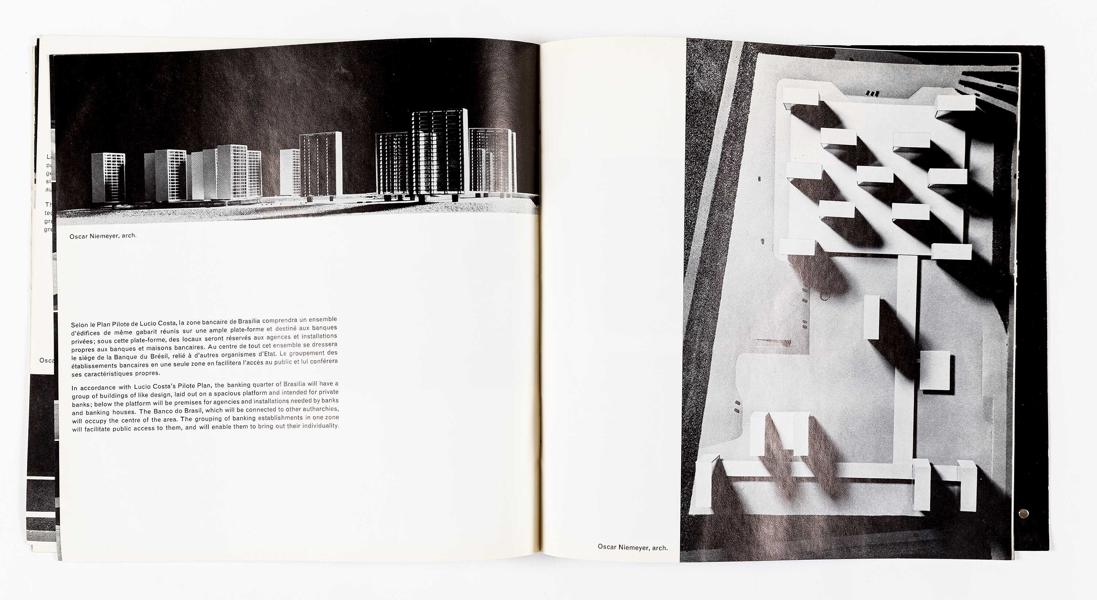 Oscar Niemeyer, arch.
Selon le Plan Pilote de Lucio Costa, la zone bancaire de Brasília comprendra un ensemble
d'édifices de même gabarit réunis sur une ample plate-forme et destiné aux banques
privées; sous cette plate-forme, des locaux seront réservés aux agences et installations
propres aux banques et maisons bancaires. Au centre de tout cet ensemble se dressera
le siège de la Banque du Brésil, relié à d'autres organismes d'Etat. Le groupement des
établissements bancaires en une seule zone en facilitera l'accès au public et lui conférera
ses caractéristiques propres.
In accordance with Lucio Costa's Pilote Plan, the banking quarter of Brasília will have a
group of buildings of like design, laid out on a spacious platform and intended for private
banks; below the platform will be premises for agencies and installations needed by banks
and banking houses. The Banco do Brasil, which will be connected to other autharchies,
will occupy the centre of the area. The grouping of banking establishments in one zone
will facilitate public access to them, and will enable them to bring out their individuality.
Oscar Niemeyer, arch.